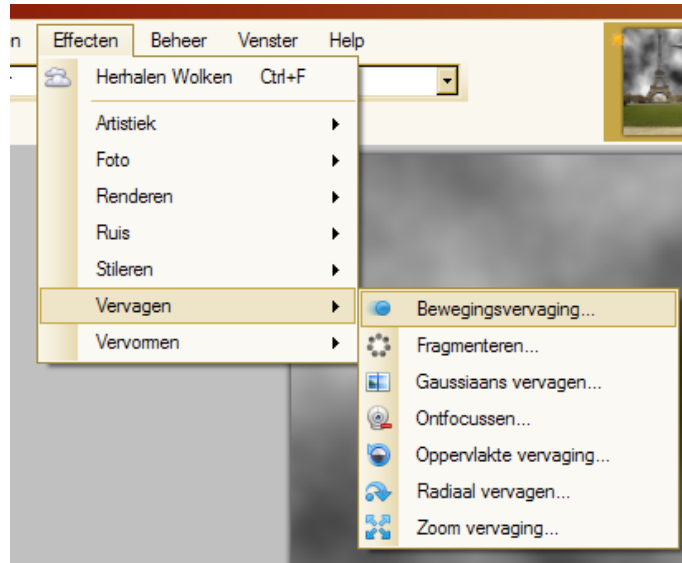 Effecten Beheer Venster Help
Herhalen Wolken Ctrl+F
Artistiek
Foto
Renderen
Ruis
Stileren
Vervagen
Vervormen
Bewegingsvervaging...
Fragmenteren...
Gaussiaans vervagen...
Ontfocussen...
Oppervlakte vervaging...
Radiaal vervagen...
Zoom vervaging...